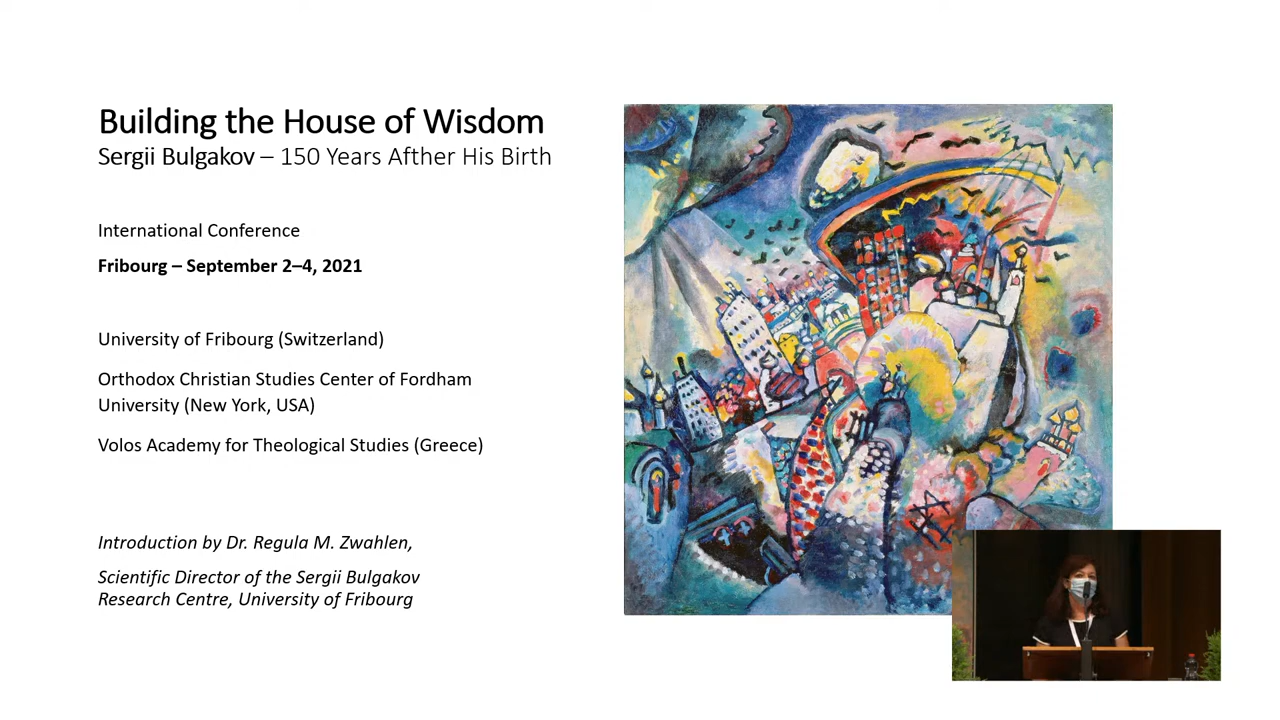 Building the House of Wisdom
Sergii Bulgakov – 150 Years Afther His Birth
International Conference
Fribourg – September 2–4, 2021
University of Fribourg (Switzerland)
Orthodox Christian Studies Center of Fordham
University (New York, USA)
Volos Academy for Theological Studies (Greece)
Introduction by Dr. Regula M. Zwahlen,
Scientific Director of the Sergii Bulgakov
Research Centre, University of Fribourg